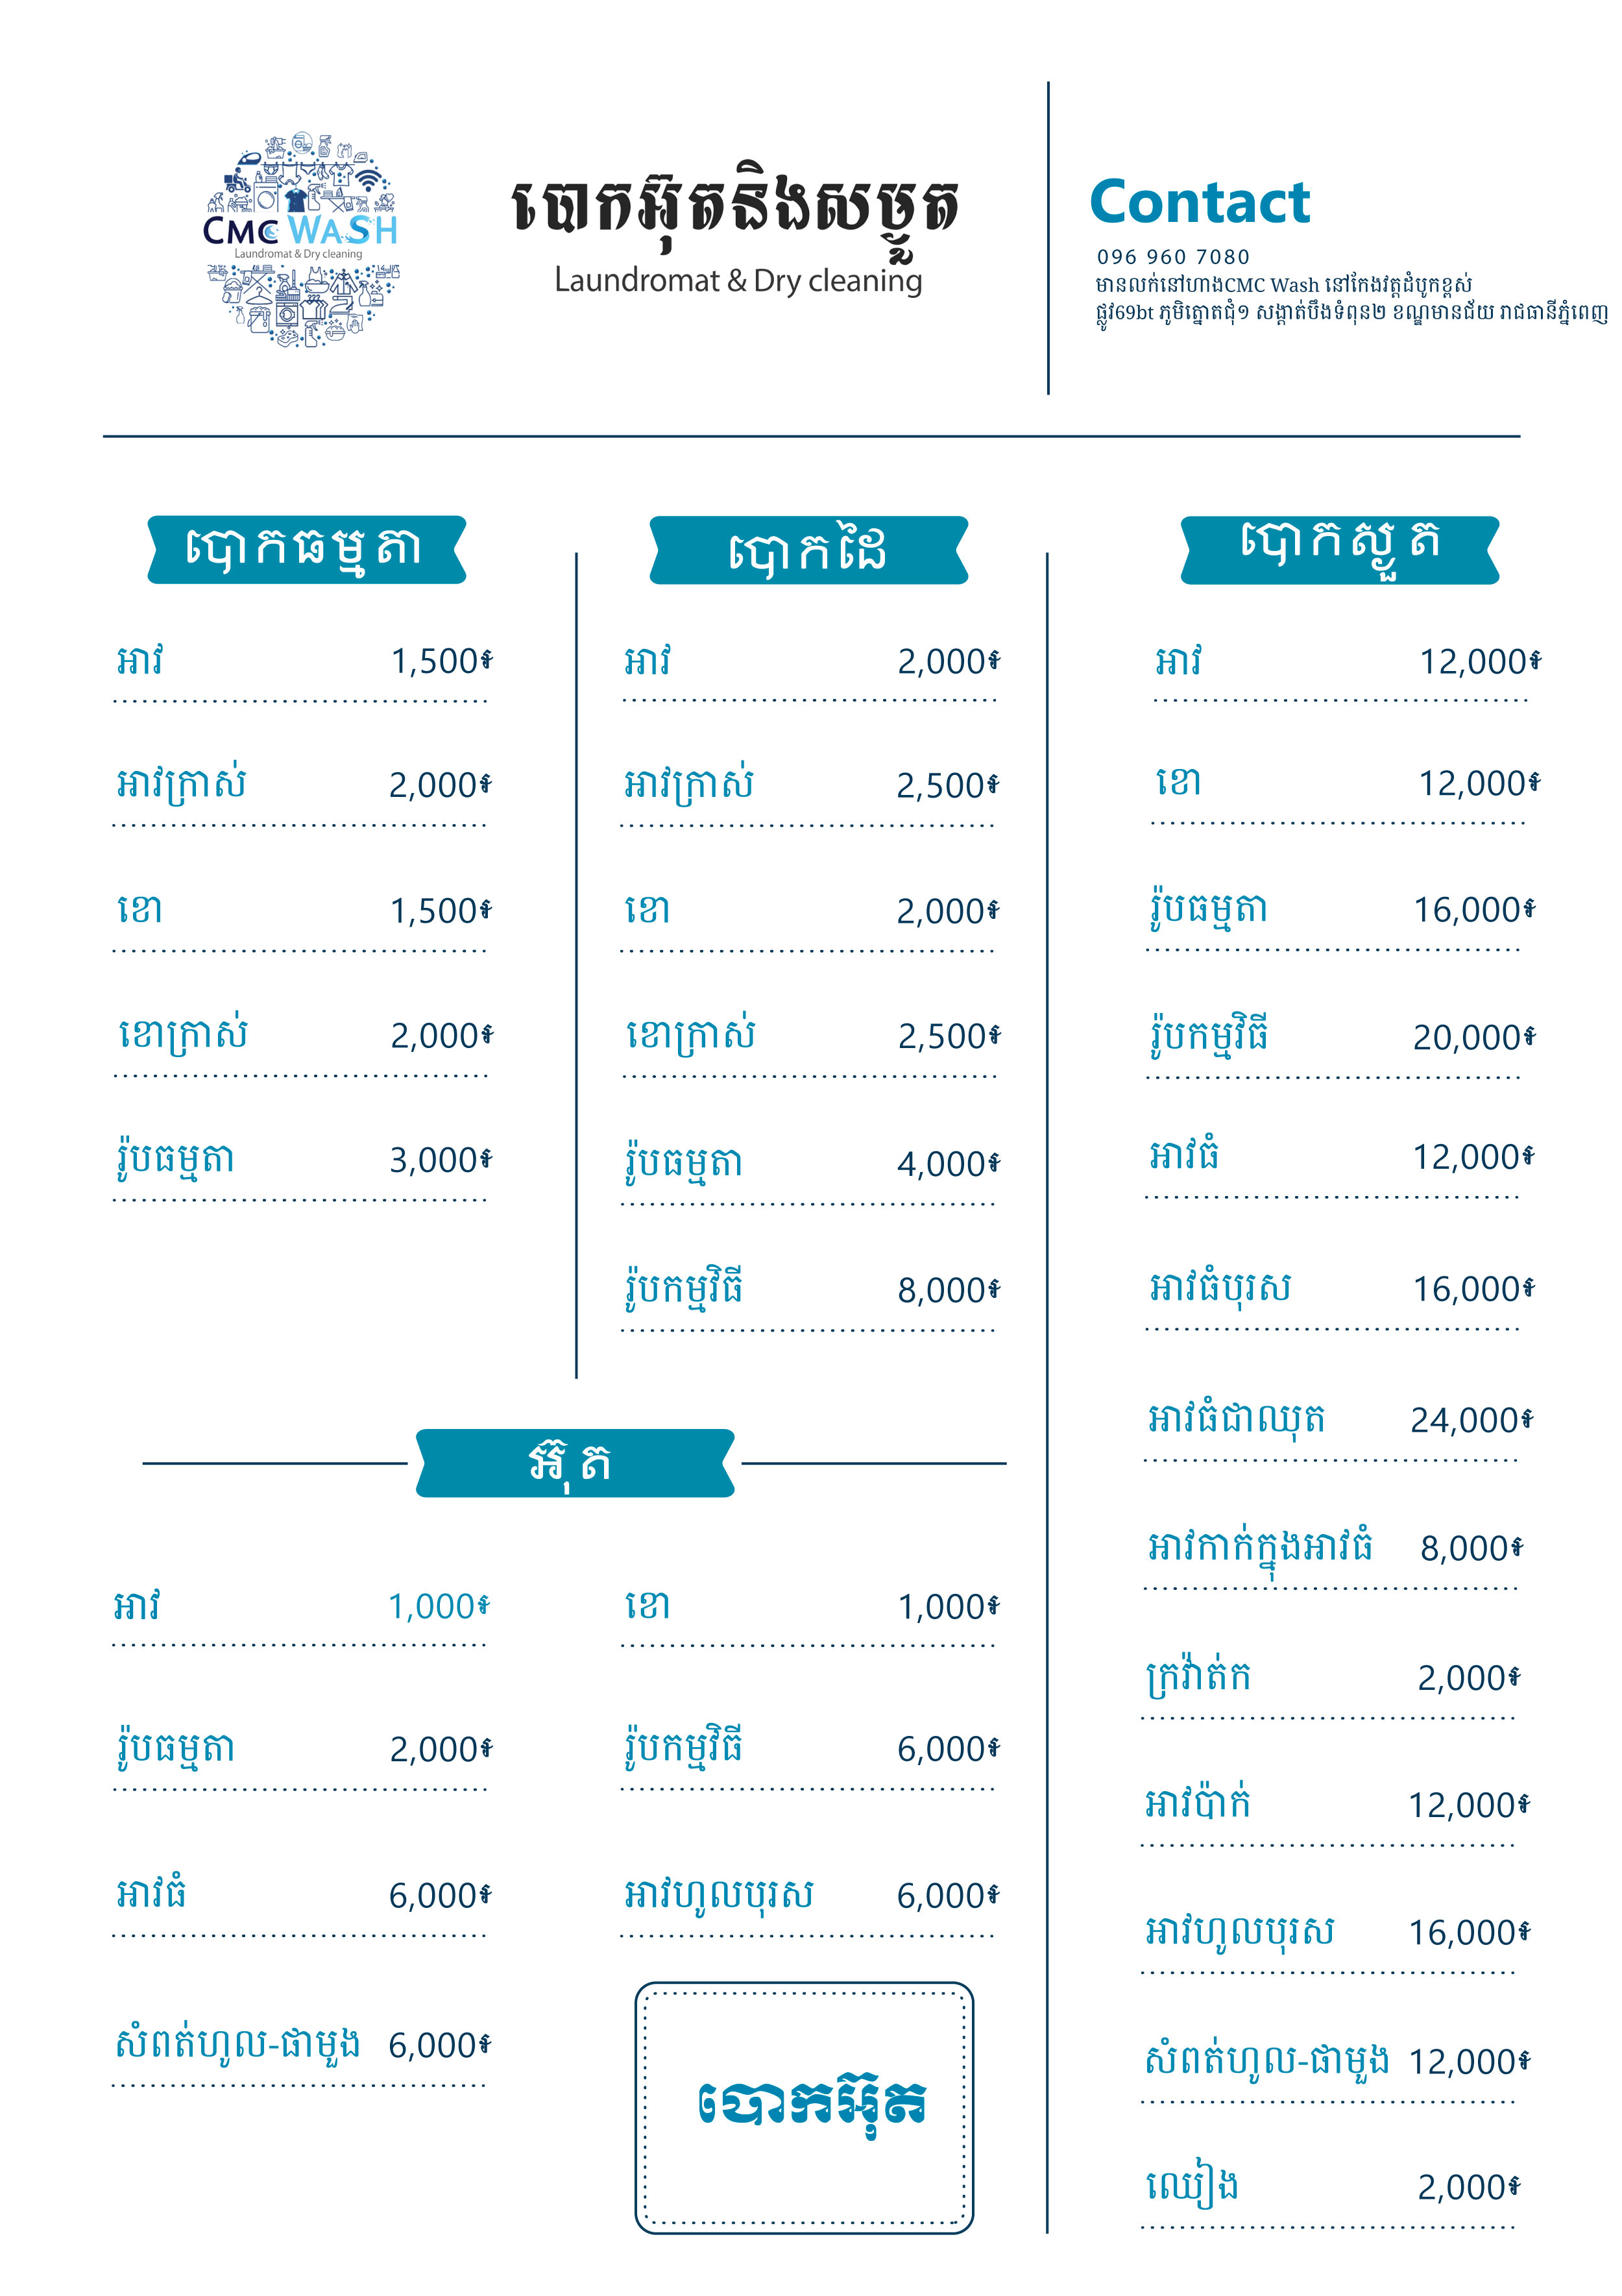 CMC WASH
Laundromat & Dry cleaning
បោកអ៊ុតនិងសម្ងួត
Laundromat & Dry cleaning
Contact
096 960 7080
មានលក់នៅហាងCMC Wash នៅកែងវត្តដំបូកខ្ពស់
ផ្លូវ69bt ភូមិត្នោតជុំ១ សង្កាត់បឹងទំពុន២ ខណ្ឌមានជ័យ រាជធានីភ្នំពេញ
បោកធម្មតា
អាវ 1,500៛
អាវក្រាស់ 2,000៛
ខោ 1,500៛
ខោក្រាស់ 2,000៛
រ៉ូបធម្មតា 3,000៛
បោកដៃ
អាវ 2,000៛
អាវក្រាស់ 2,500៛
ខោ 2,000៛
ខោក្រាស់ 2,500៛
រ៉ូបធម្មតា 4,000៛
រ៉ូបកម្មវិធី 8,000៛
អ៊ុត
អាវ 1,000៛
ខោ 1,000៛
រ៉ូបធម្មតា 2,000៛
រ៉ូបកម្មវិធី 6,000៛
អាវធំ 6,000៛
អាវហូលបុរស 6,000៛
សំពត់ហូល-ផាមួង 6,000៛
បោកអ៊ុត
បោកស្ងួត
អាវ 12,000៛
ខោ 12,000៛
រ៉ូបធម្មតា 16,000៛
រ៉ូបកម្មវិធី 20,000៛
អាវធំ 12,000៛
អាវធំបុរស 16,000៛
អាវធំជាឈុត 24,000៛
អាវកាក់ក្នុងអាវធំ 8,000៛
ក្រវ៉ាត់ក 2,000៛
អាវប៉ាក់ 12,000៛
អាវហូលបុរស 16,000៛
សំពត់ហូល-ផាមួង 12,000៛
ឈៀង 2,000៛